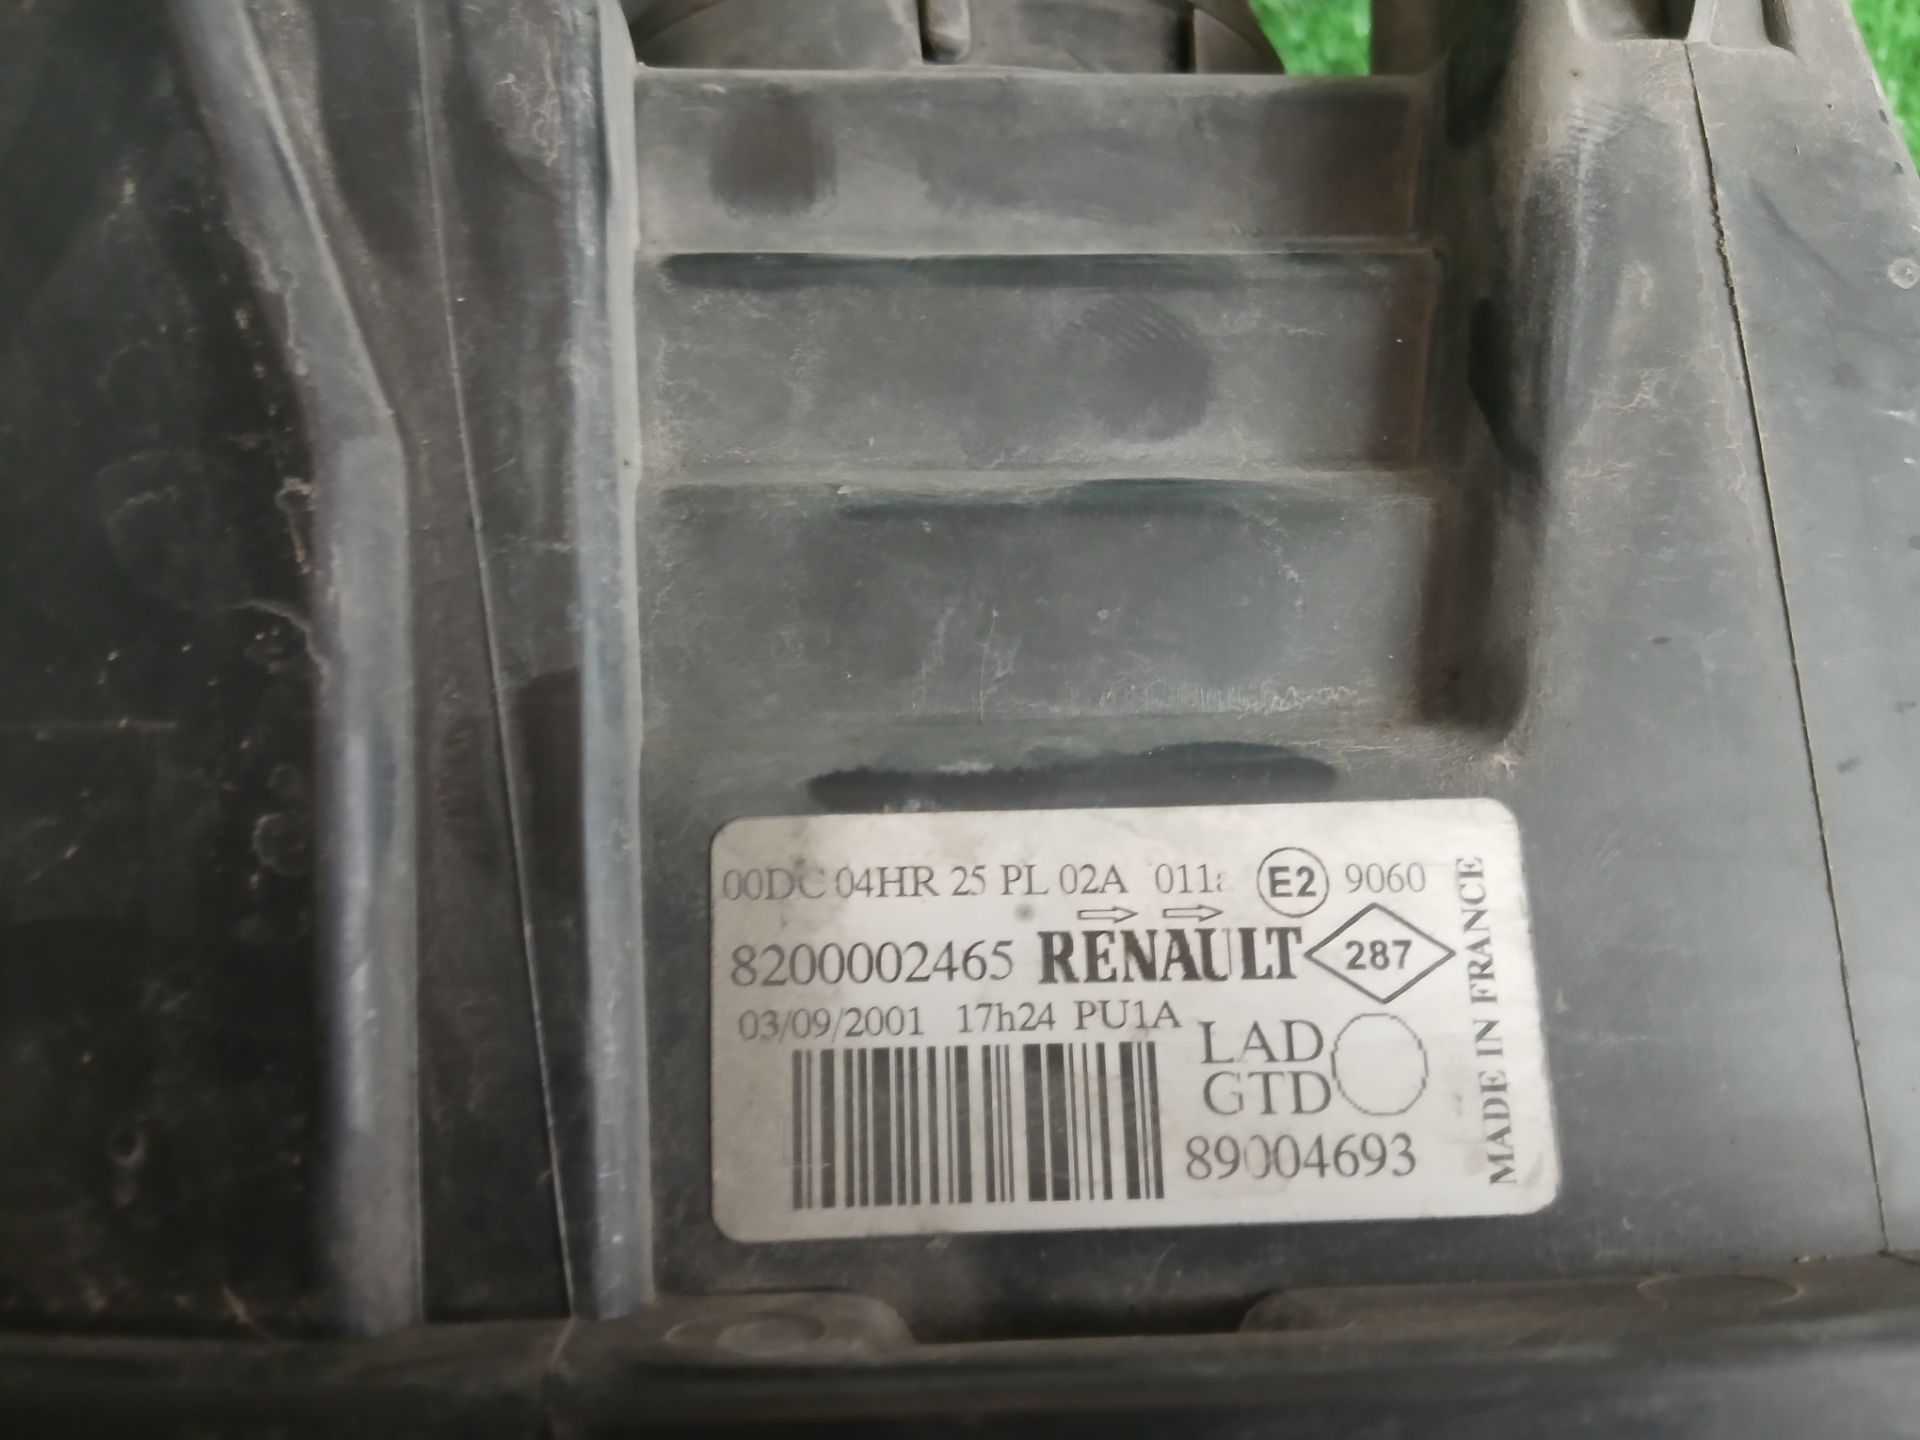 00DC 04HR 25 PL 02A 011a E2 9060
8200002465 RENAULT 287
03/09/2001 17h24 PU1A
LAD
GTD
89004693
MADE IN FRANCE